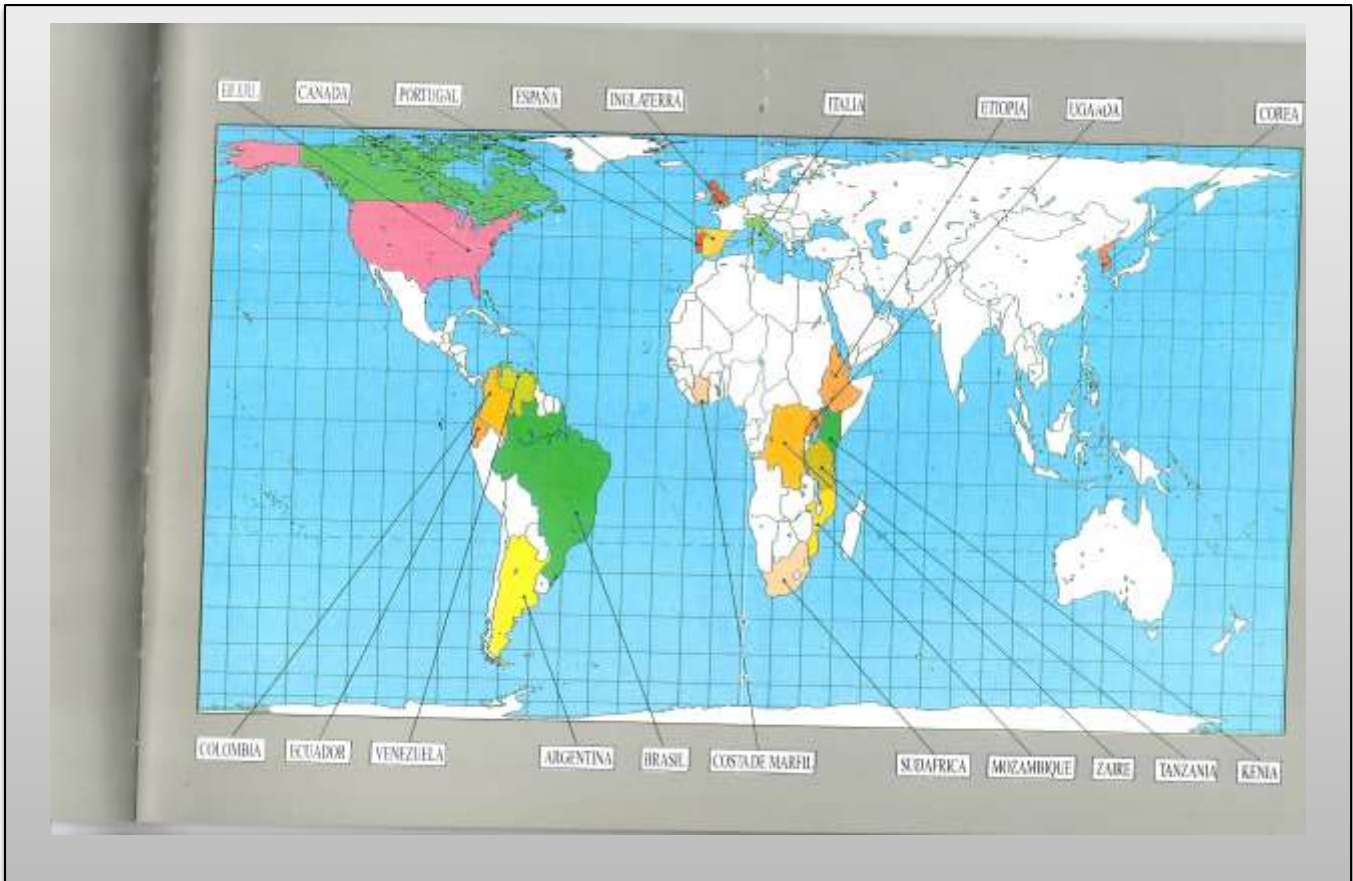 EE.UU.
CANADA
PORTUGAL
ESPAÑA
INGLATERRA
ITALIA
ETIOPIA
UGANDA
COREA
COLOMBIA
ECUADOR
VENEZUELA
ARGENTINA
BRASIL
COSTA DE MARFIL
SUDAFRICA
MOZAMBIQUE
ZAIRE
TANZANIA
KENIA